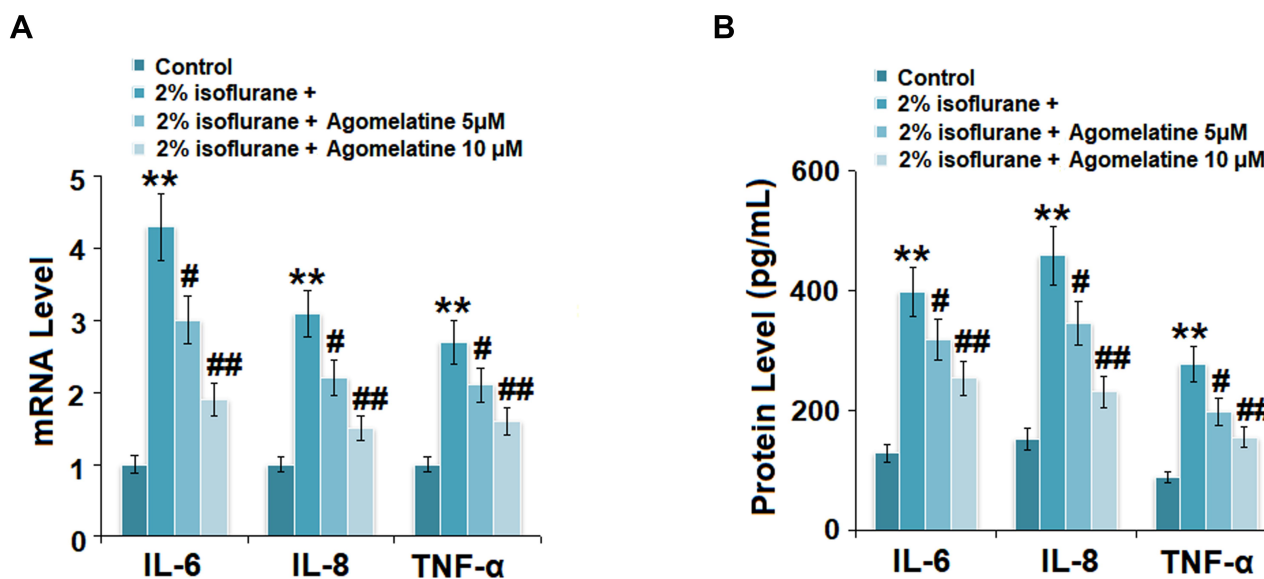 A
Control
2% isoflurane +
2% isoflurane + Agomelatine 5μM
2% isoflurane + Agomelatine 10 μM
mRNA Level
5
4
3
2
1
0
**
#
##
**
#
##
**
#
##
IL-6
IL-8
TNF-α
B
Control
2% isoflurane +
2% isoflurane + Agomelatine 5μM
2% isoflurane + Agomelatine 10 μM
Protein Level (pg/mL)
600
400
200
0
**
#
##
**
#
##
**
#
##
IL-6
IL-8
TNF-α